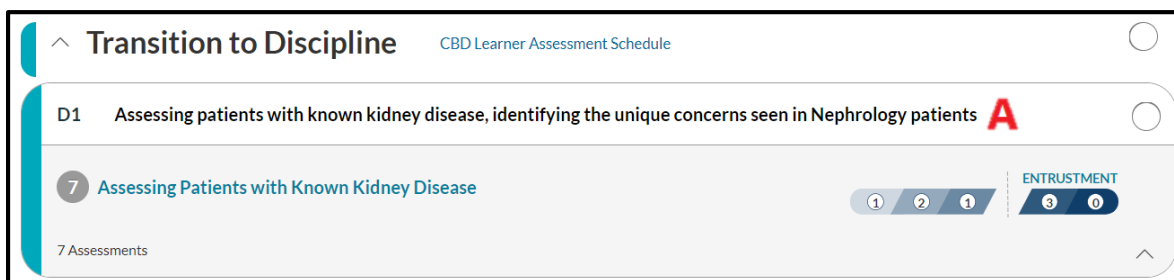 Transition to Discipline CBD Learner Assessment Schedule
D1 Assessing patients with known kidney disease, identifying the unique concerns seen in Nephrology patients A
ENTRUSTMENT
7 Assessing Patients with Known Kidney Disease
1 2 1 3 0
7 Assessments